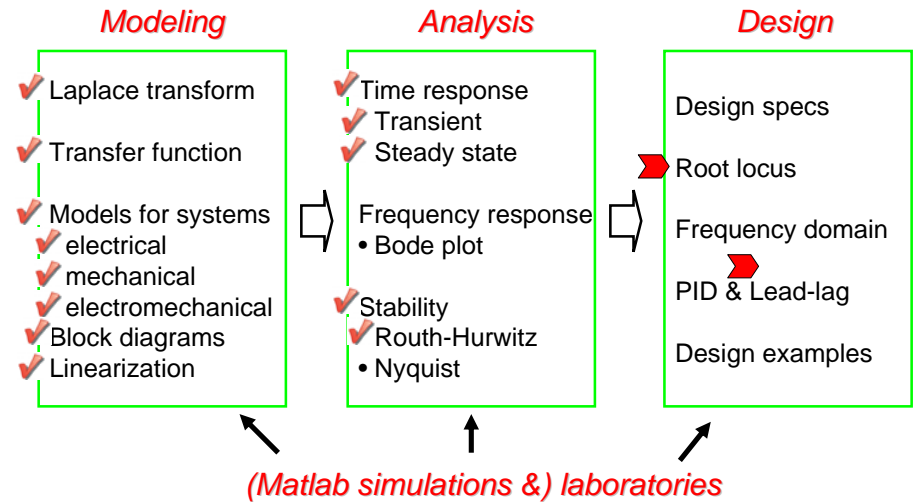 Modeling
Laplace transform
Transfer function
Models for systems
electrical
mechanical
electromechanical
Block diagrams
Linearization
Analysis
Time response
Transient
Steady state
Frequency response
• Bode plot
Stability
Routh-Hurwitz
• Nyquist
Design
Design specs
Root locus
Frequency domain
PID & Lead-lag
Design examples
(Matlab simulations &) laboratories